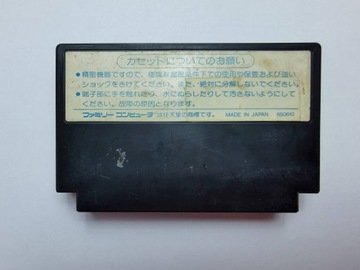 カセットについてのお願い
●精密機器ですので、極端な温度条件下での使用や保管および強い
ショックをさけてください。また、絶対に分解しないでください。
●端子部に手を触れたり、水にぬらしたりして汚さないようにして
ください。故障の原因となります。
ファミリーコンピュータ は任天堂の商標です。 MADE IN JAPAN